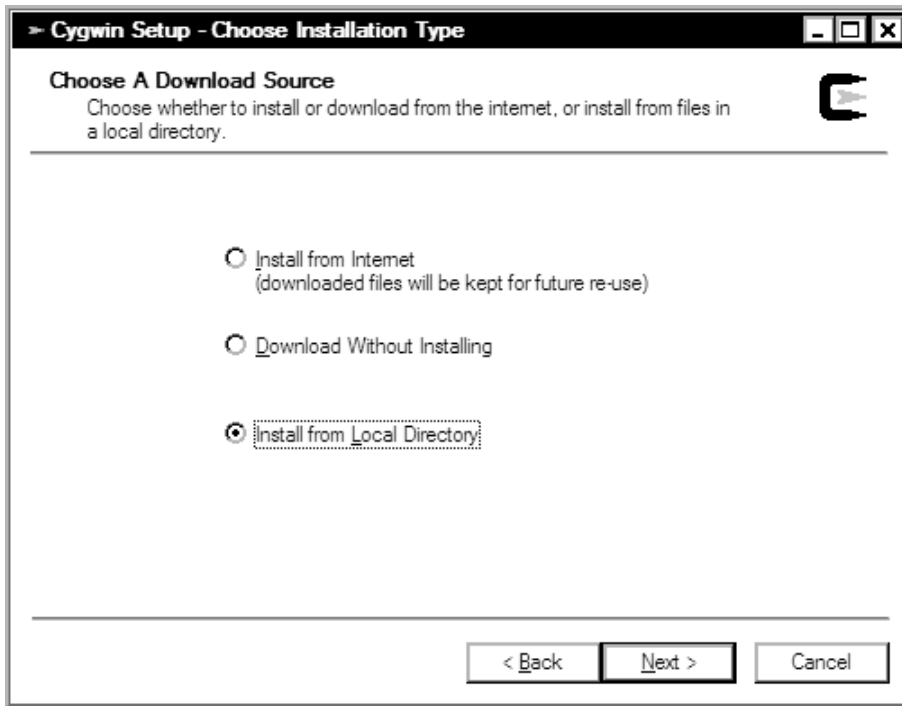 Cygwin Setup - Choose Installation Type
Choose A Download Source
Choose whether to install or download from the internet, or install from files in
a local directory.
Install from Internet
(downloaded files will be kept for future re-use)
Download Without Installing
Install from Local Directory
< Back
Next >
Cancel